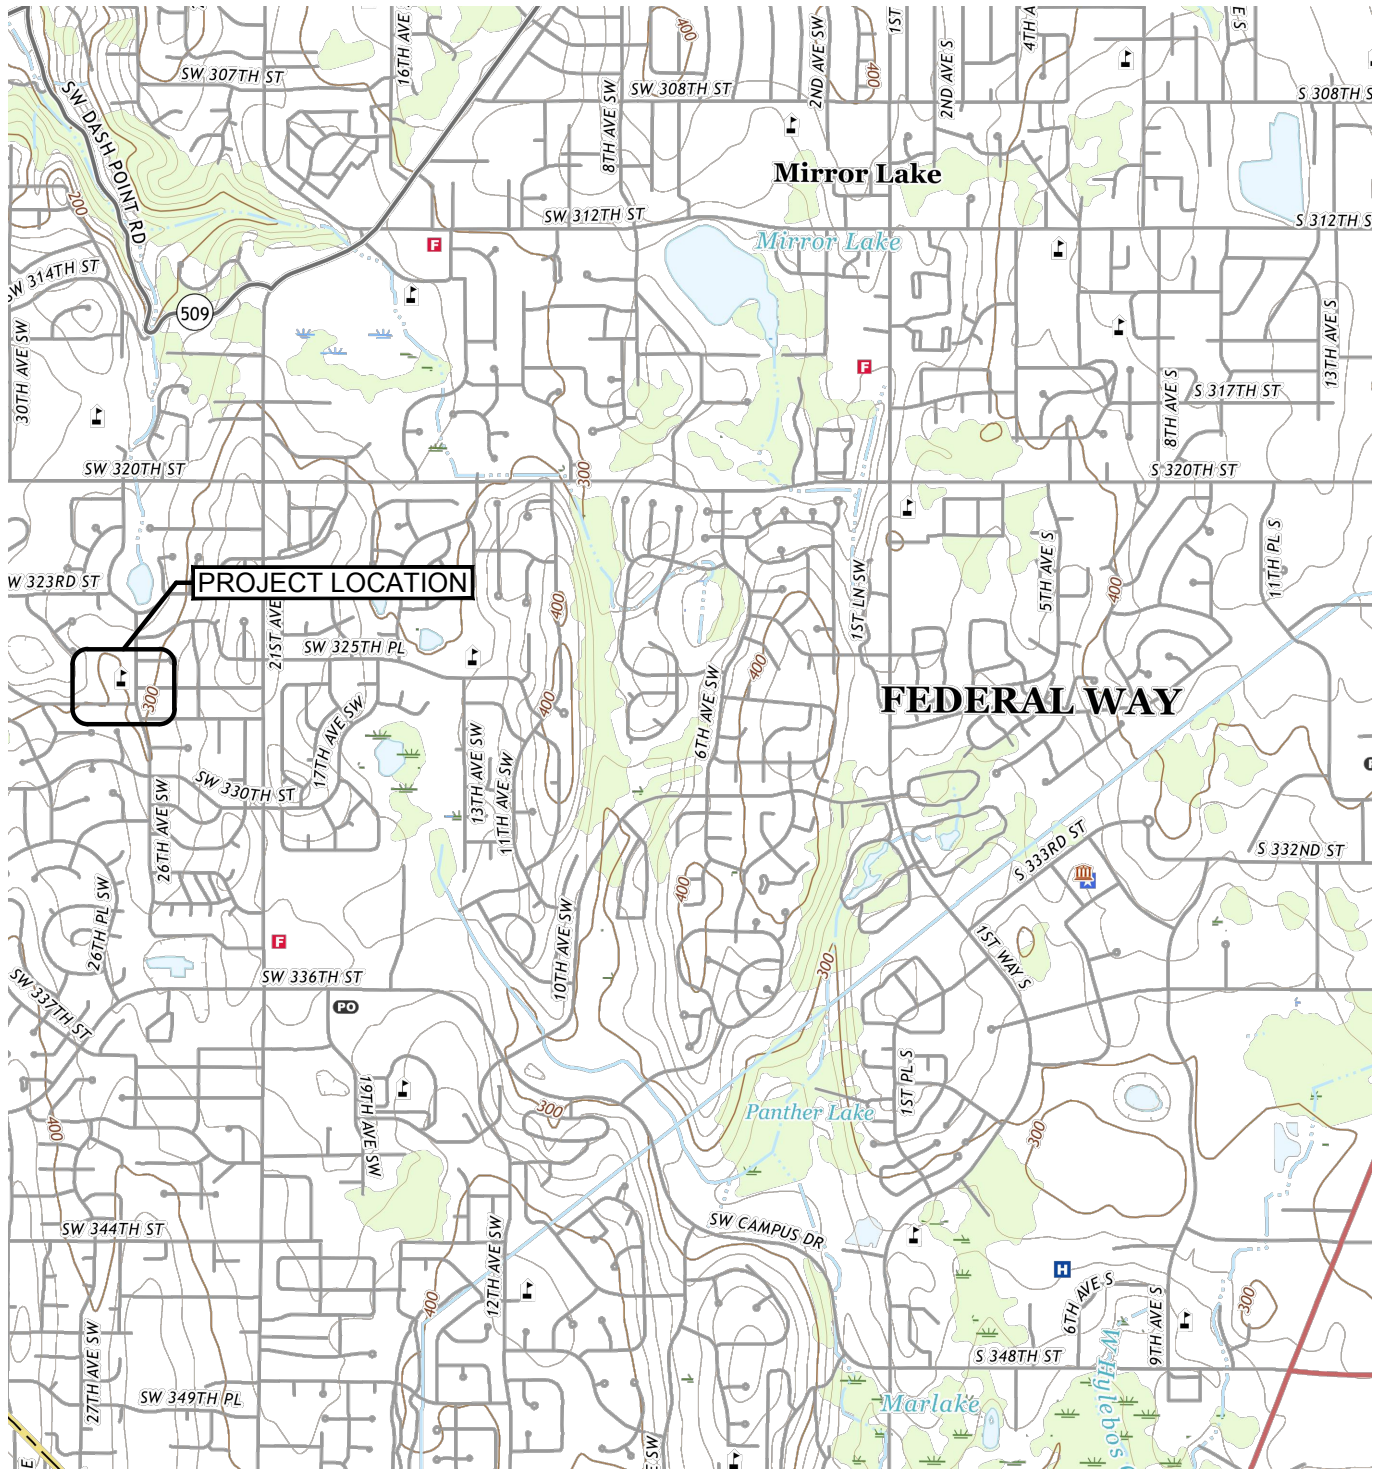 16TH AVE
400
2ND AVE SW
1ST
2ND AVE S
4TH A
S E
SW 307TH ST
8TH AVE SW
SW 308TH ST
400
S 308TH S
SW DASH POINT RD
Mirror Lake
200
SW 312TH ST
S 312TH S
Mirror Lake
F
SW 314TH ST
509
30TH AVE SW
13TH AVE S
F
8TH AVE S
S 317TH ST
SW 320TH ST
300
S 320TH ST
W 323RD ST
PROJECT LOCATION
21ST AVE
SW 325TH PL
400
1ST LN SW
5TH AVE S
400
11TH PL S
300
17TH AVE SW
400
6TH AVE SW
400
FEDERAL WAY
SW 330TH ST
13TH AVE SW
11TH AVE SW
26TH AVE SW
S 333RD ST
S 332ND ST
26TH PL SW
400
10TH AVE SW
1ST WAY S
F
SW 336TH ST
300
SW 337TH ST
PO
19TH AVE SW
1ST PL S
400
300
Panther Lake
300
SW 344TH ST
SW CAMPUS DR
12TH AVE SW
H
400
6TH AVE S
9TH AVE S
300
27TH AVE SW
S 348TH ST
SW 349TH PL
Marlake
W Hylebos
E
E SW